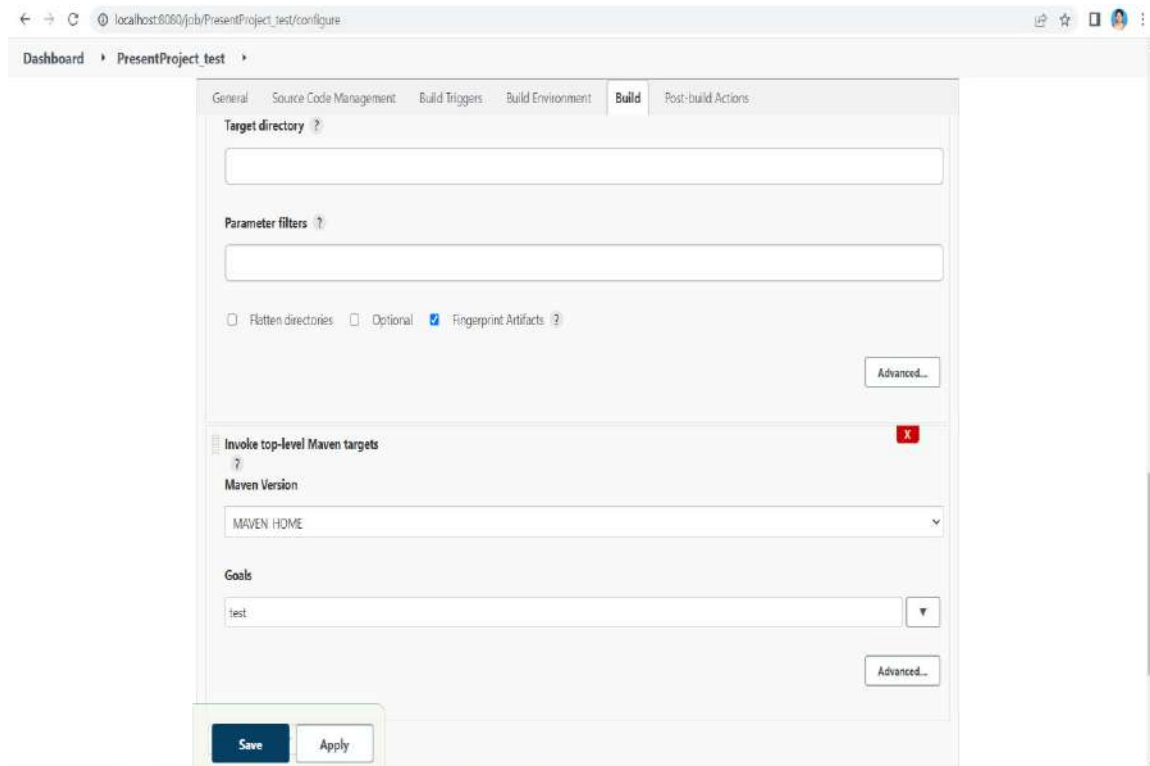 localhost:8080/job/PresentProject_test/configure
Dashboard PresentProject_test
General Source Code Management Build Triggers Build Environment Build Post-build Actions
Target directory ?
Parameter filters ?
Flatten directories Optional Fingerprint Artifacts ?
Advanced...
Invoke top-level Maven targets
X
?
Maven Version
MAVEN HOME
Goals
test
Advanced...
Save Apply